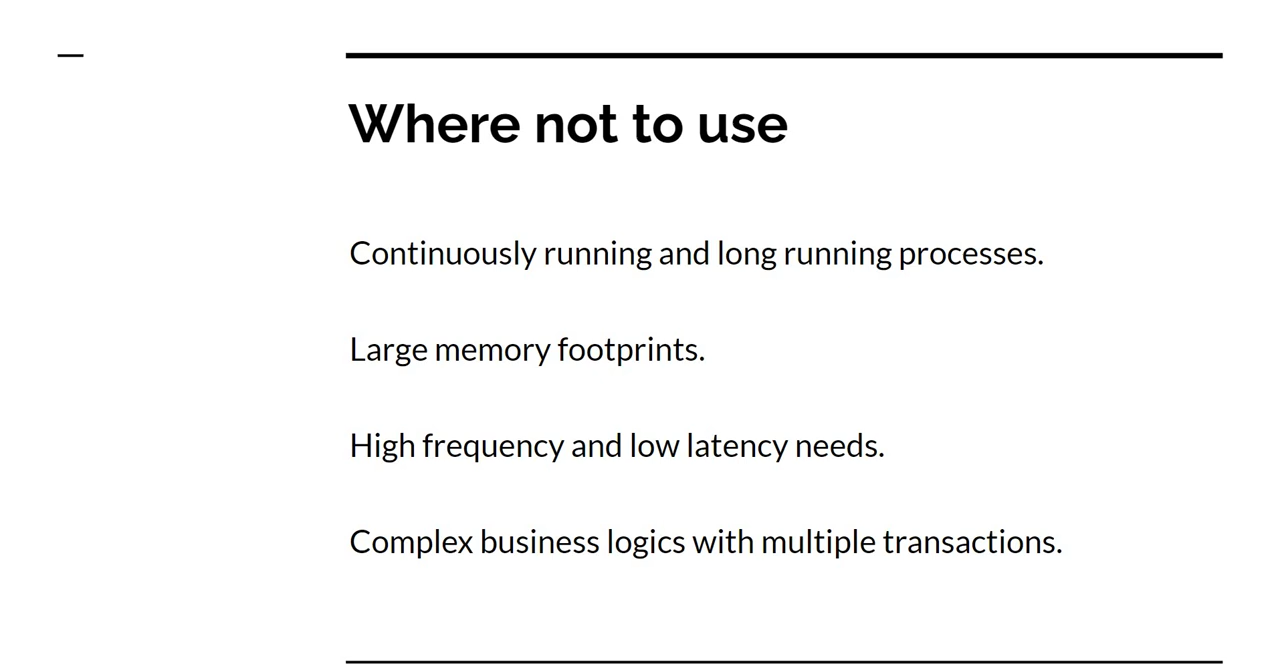 Where not to use
Continuously running and long running processes.
Large memory footprints.
High frequency and low latency needs.
Complex business logics with multiple transactions.